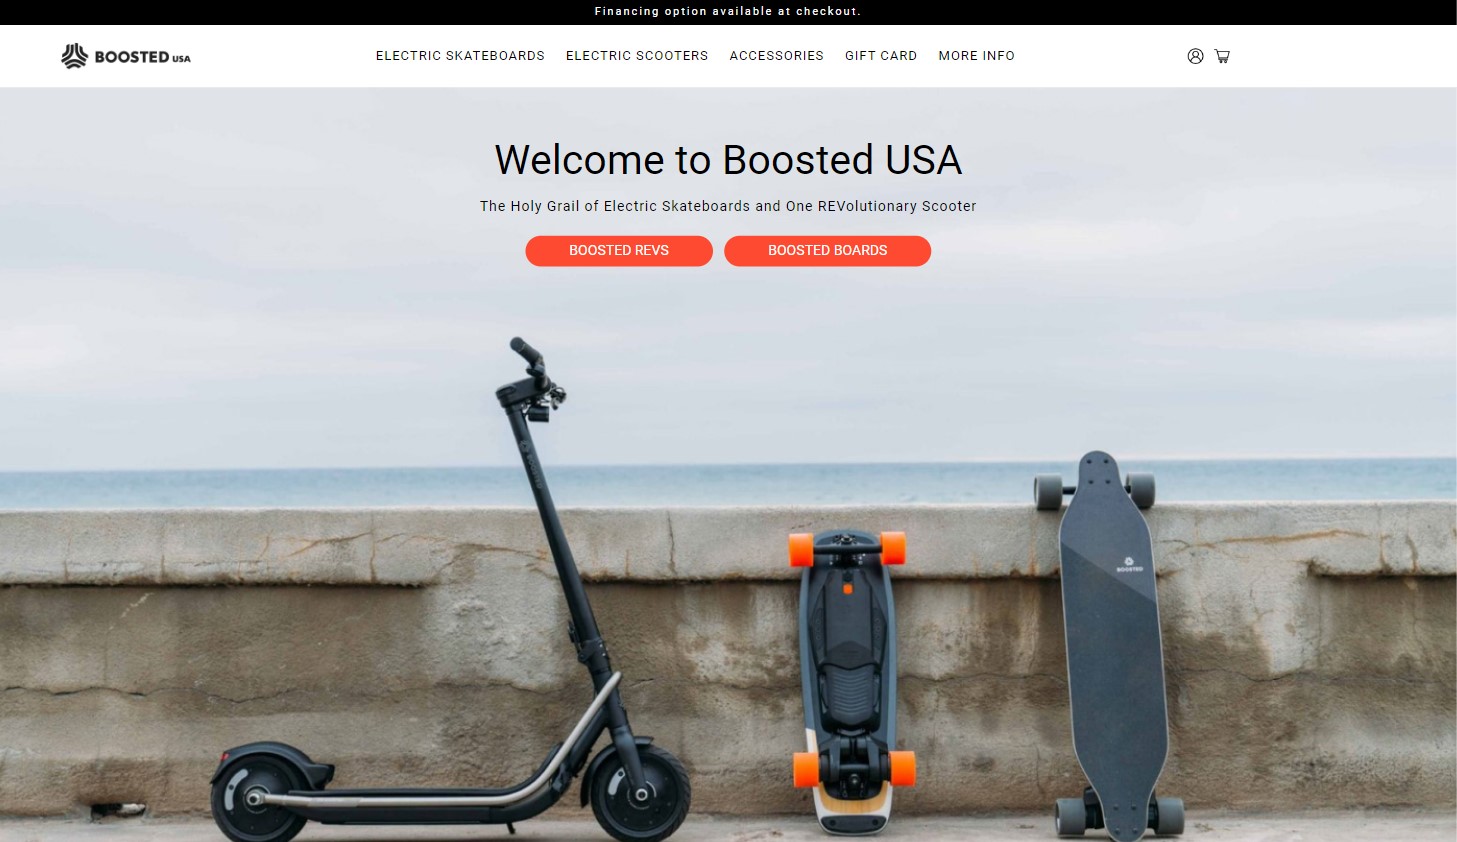 Financing option available at checkout.
BOOSTED USA
ELECTRIC SKATEBOARDS ELECTRIC SCOOTERS ACCESSORIES GIFT CARD MORE INFO
Welcome to Boosted USA
The Holy Grail of Electric Skateboards and One REVolutionary Scooter
BOOSTED REVS BOOSTED BOARDS
BOOSTED
BOOSTED